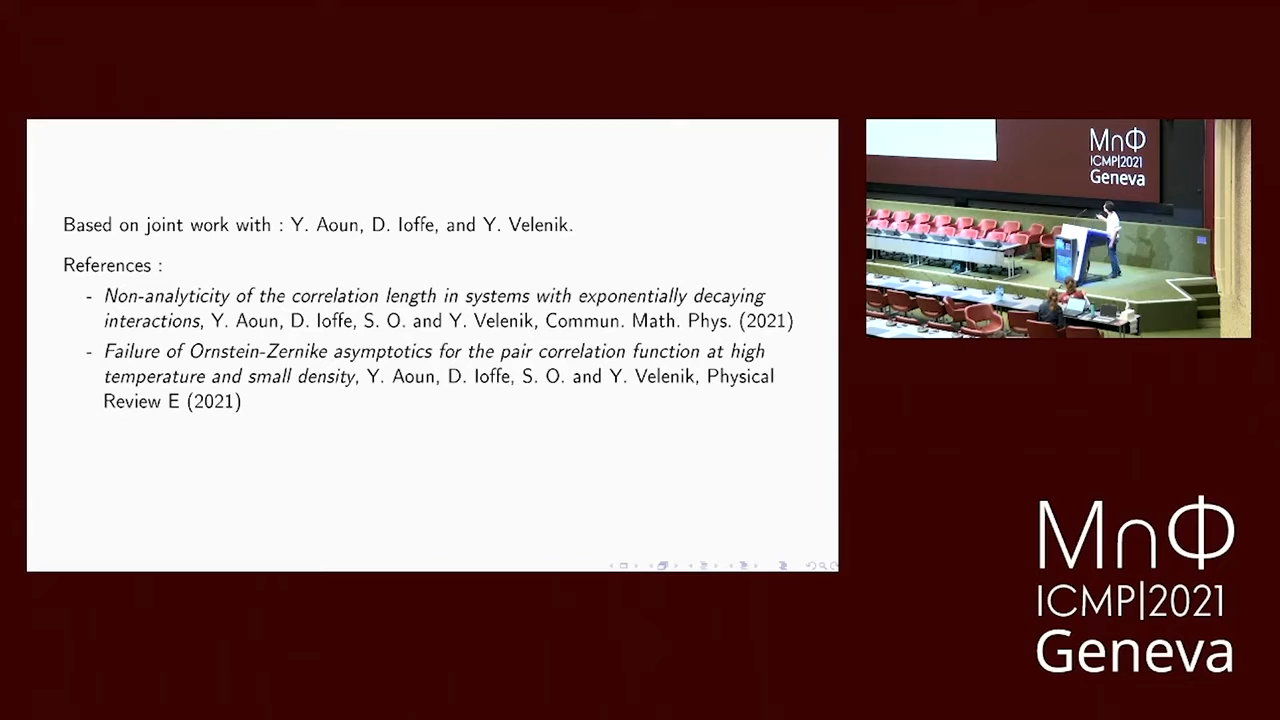 Based on joint work with : Y. Aoun, D. Ioffe, and Y. Velenik.
References :
- Non-analyticity of the correlation length in systems with exponentially decaying
interactions, Y. Aoun, D. Ioffe, S. O. and Y. Velenik, Commun. Math. Phys. (2021)
- Failure of Ornstein-Zernike asymptotics for the pair correlation function at high
temperature and small density, Y. Aoun, D. Ioffe, S. O. and Y. Velenik, Physical
Review E (2021)
M∩Φ
ICMP|2021
Geneva
M∩Φ
ICMP|2021
Geneva